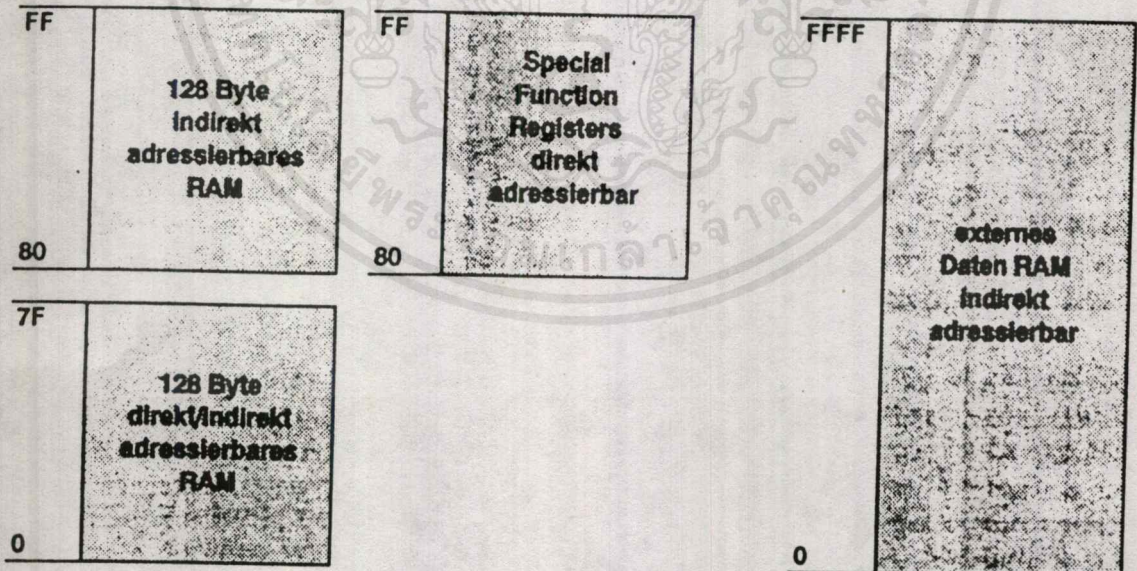 FF
128 Byte
indirekt
adressierbares
RAM
80
FF
Special
Function
Registers
direkt
adressierbar
80
7F
128 Byte
direkt/indirekt
adressierbares
RAM
0
FFFF
externes
Daten RAM
indirekt
adressierbar
0